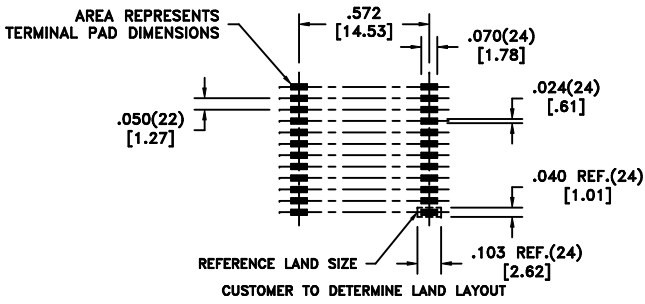 AREA REPRESENTS
TERMINAL PAD DIMENSIONS
.572
[14.53]
.070(24)
[1.78]
.050(22)
[1.27]
.024(24)
[.61]
.040 REF.(24)
[1.01]
REFERENCE LAND SIZE
.103 REF.(24)
[2.62]
CUSTOMER TO DETERMINE LAND LAYOUT